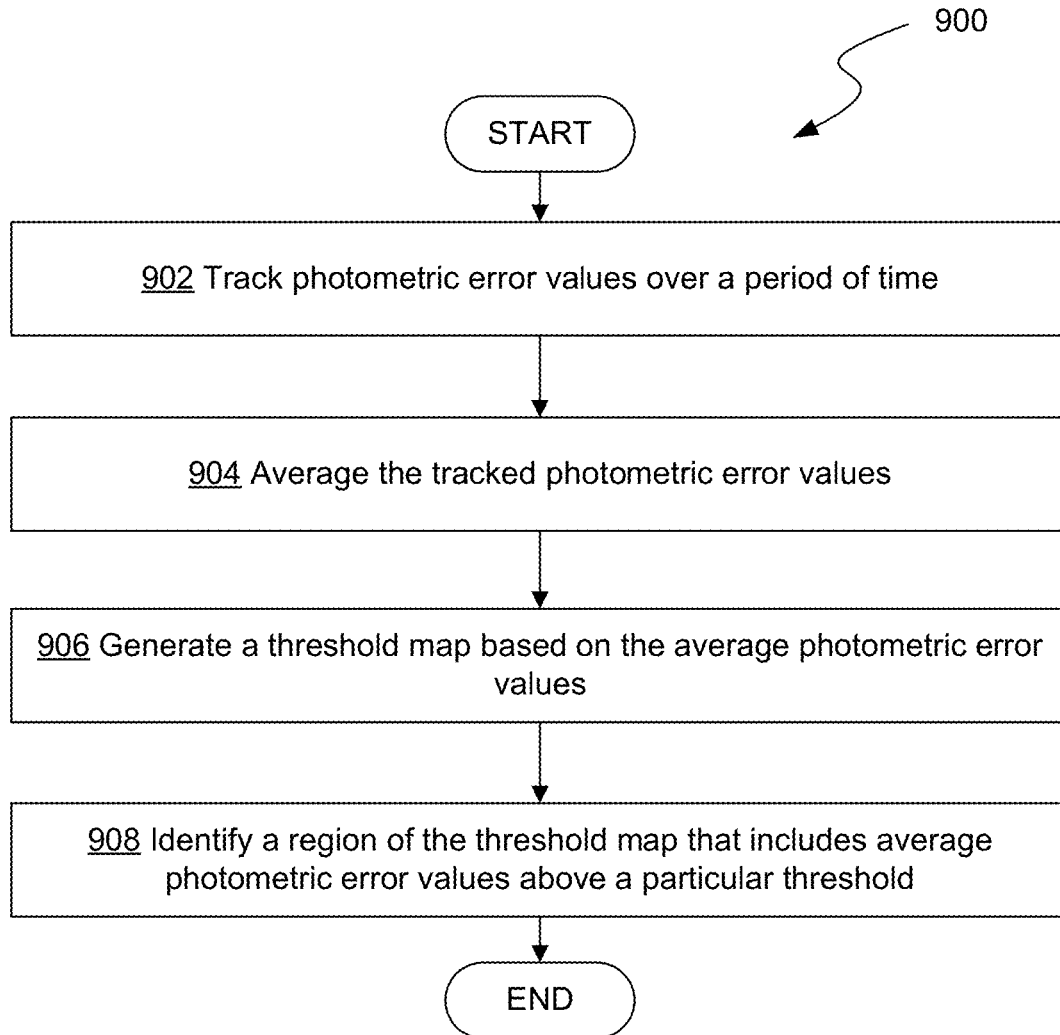 900
START
902 Track photometric error values over a period of time
904 Average the tracked photometric error values
906 Generate a threshold map based on the average photometric error
values
908 Identify a region of the threshold map that includes average
photometric error values above a particular threshold
END